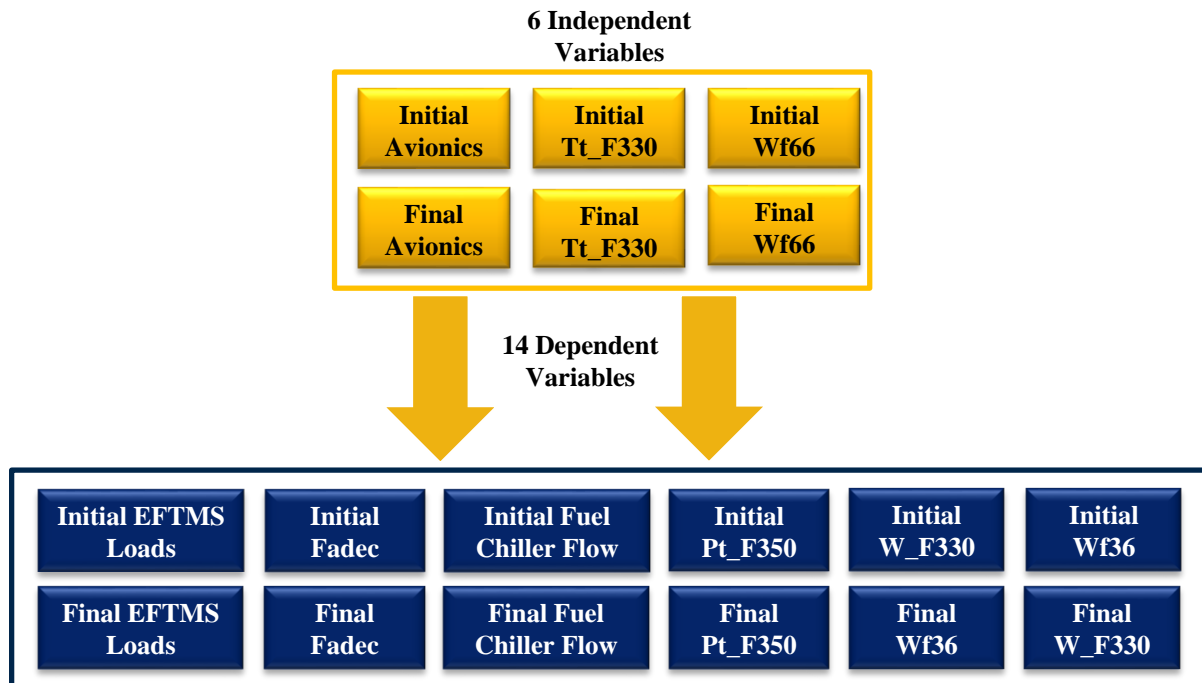 6 Independent
Variables
Initial
Avionics
Initial
Tt_F330
Initial
Wf66
Final
Avionics
Final
Tt_F330
Final
Wf66
14 Dependent
Variables
Initial EFTMS
Loads
Initial
Fadec
Initial Fuel
Chiller Flow
Initial
Pt_F350
Initial
W_F330
Initial
Wf36
Final EFTMS
Loads
Final
Fadec
Final Fuel
Chiller Flow
Final
Pt_F350
Final
Wf36
Final
W_F330